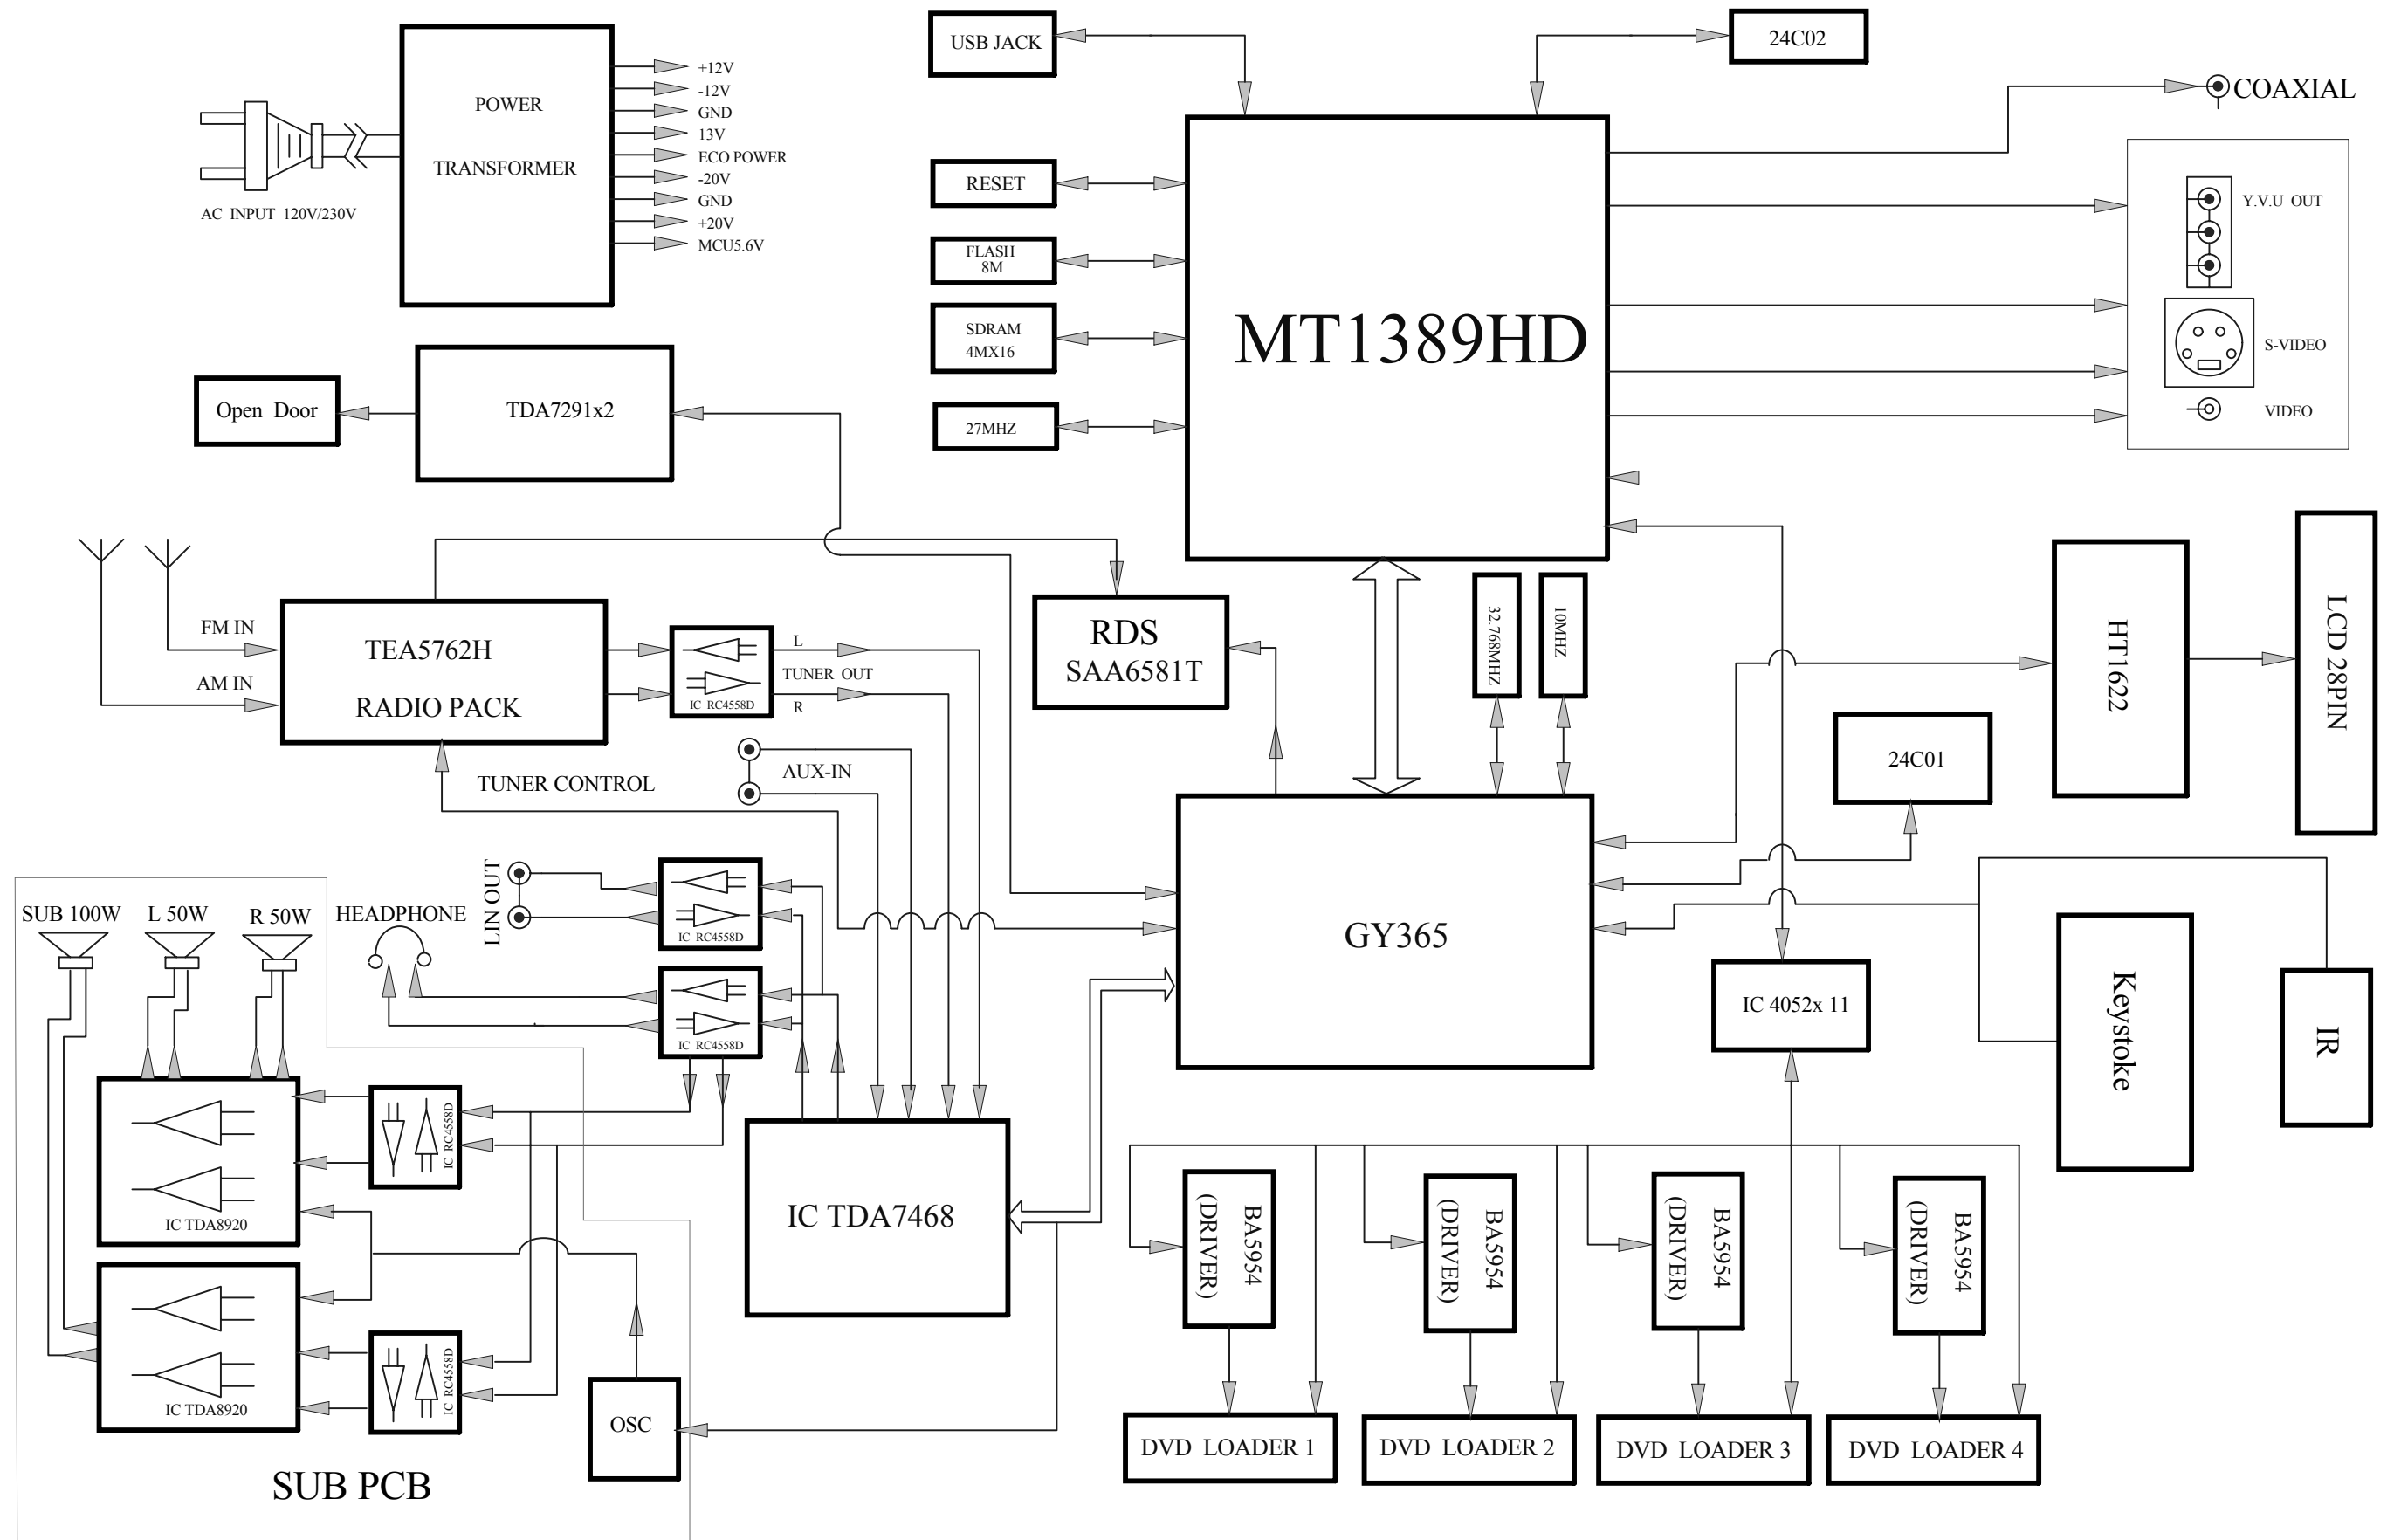 USB JACK
24C02
COAXIAL
POWER
TRANSFORMER
+12V
-12V
GND
13V
ECO POWER
-20V
GND
+20V
MCU5.6V
AC INPUT 120V/230V
RESET
FLASH
8M
SDRAM
4MX16
27MHZ
MT1389HD
Y.V.U OUT
S-VIDEO
VIDEO
Open Door
TDA7291x2
FM IN
AM IN
TEA5762H
RADIO PACK
IC RC4558D
L
TUNER OUT
R
RDS
SAA6581T
32.768MHZ
10MHZ
HT1622
LCD 28PIN
24C01
TUNER CONTROL
AUX-IN
GY365
LIN OUT
HEADPHONE
IC RC4558D
IC RC4558D
SUB 100W
L 50W
R 50W
IC 4052x 11
Keystoke
IR
IC TDA8920
IC RC4558D
IC TDA7468
IC TDA8920
IC RC4558D
OSC
SUB PCB
BA5954
(DRIVER)
BA5954
(DRIVER)
BA5954
(DRIVER)
BA5954
(DRIVER)
DVD LOADER 1
DVD LOADER 2
DVD LOADER 3
DVD LOADER 4